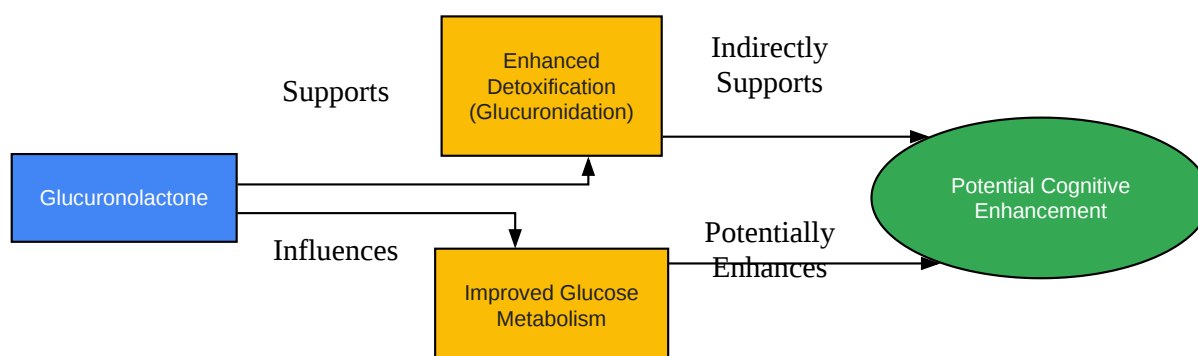 Enhanced
Detoxification
(Glucuronidation)
Indirectly
Supports
Supports
Glucuronolactone
Potential Cognitive
Enhancement
Influences
Potentially
Enhances
Improved Glucose
Metabolism